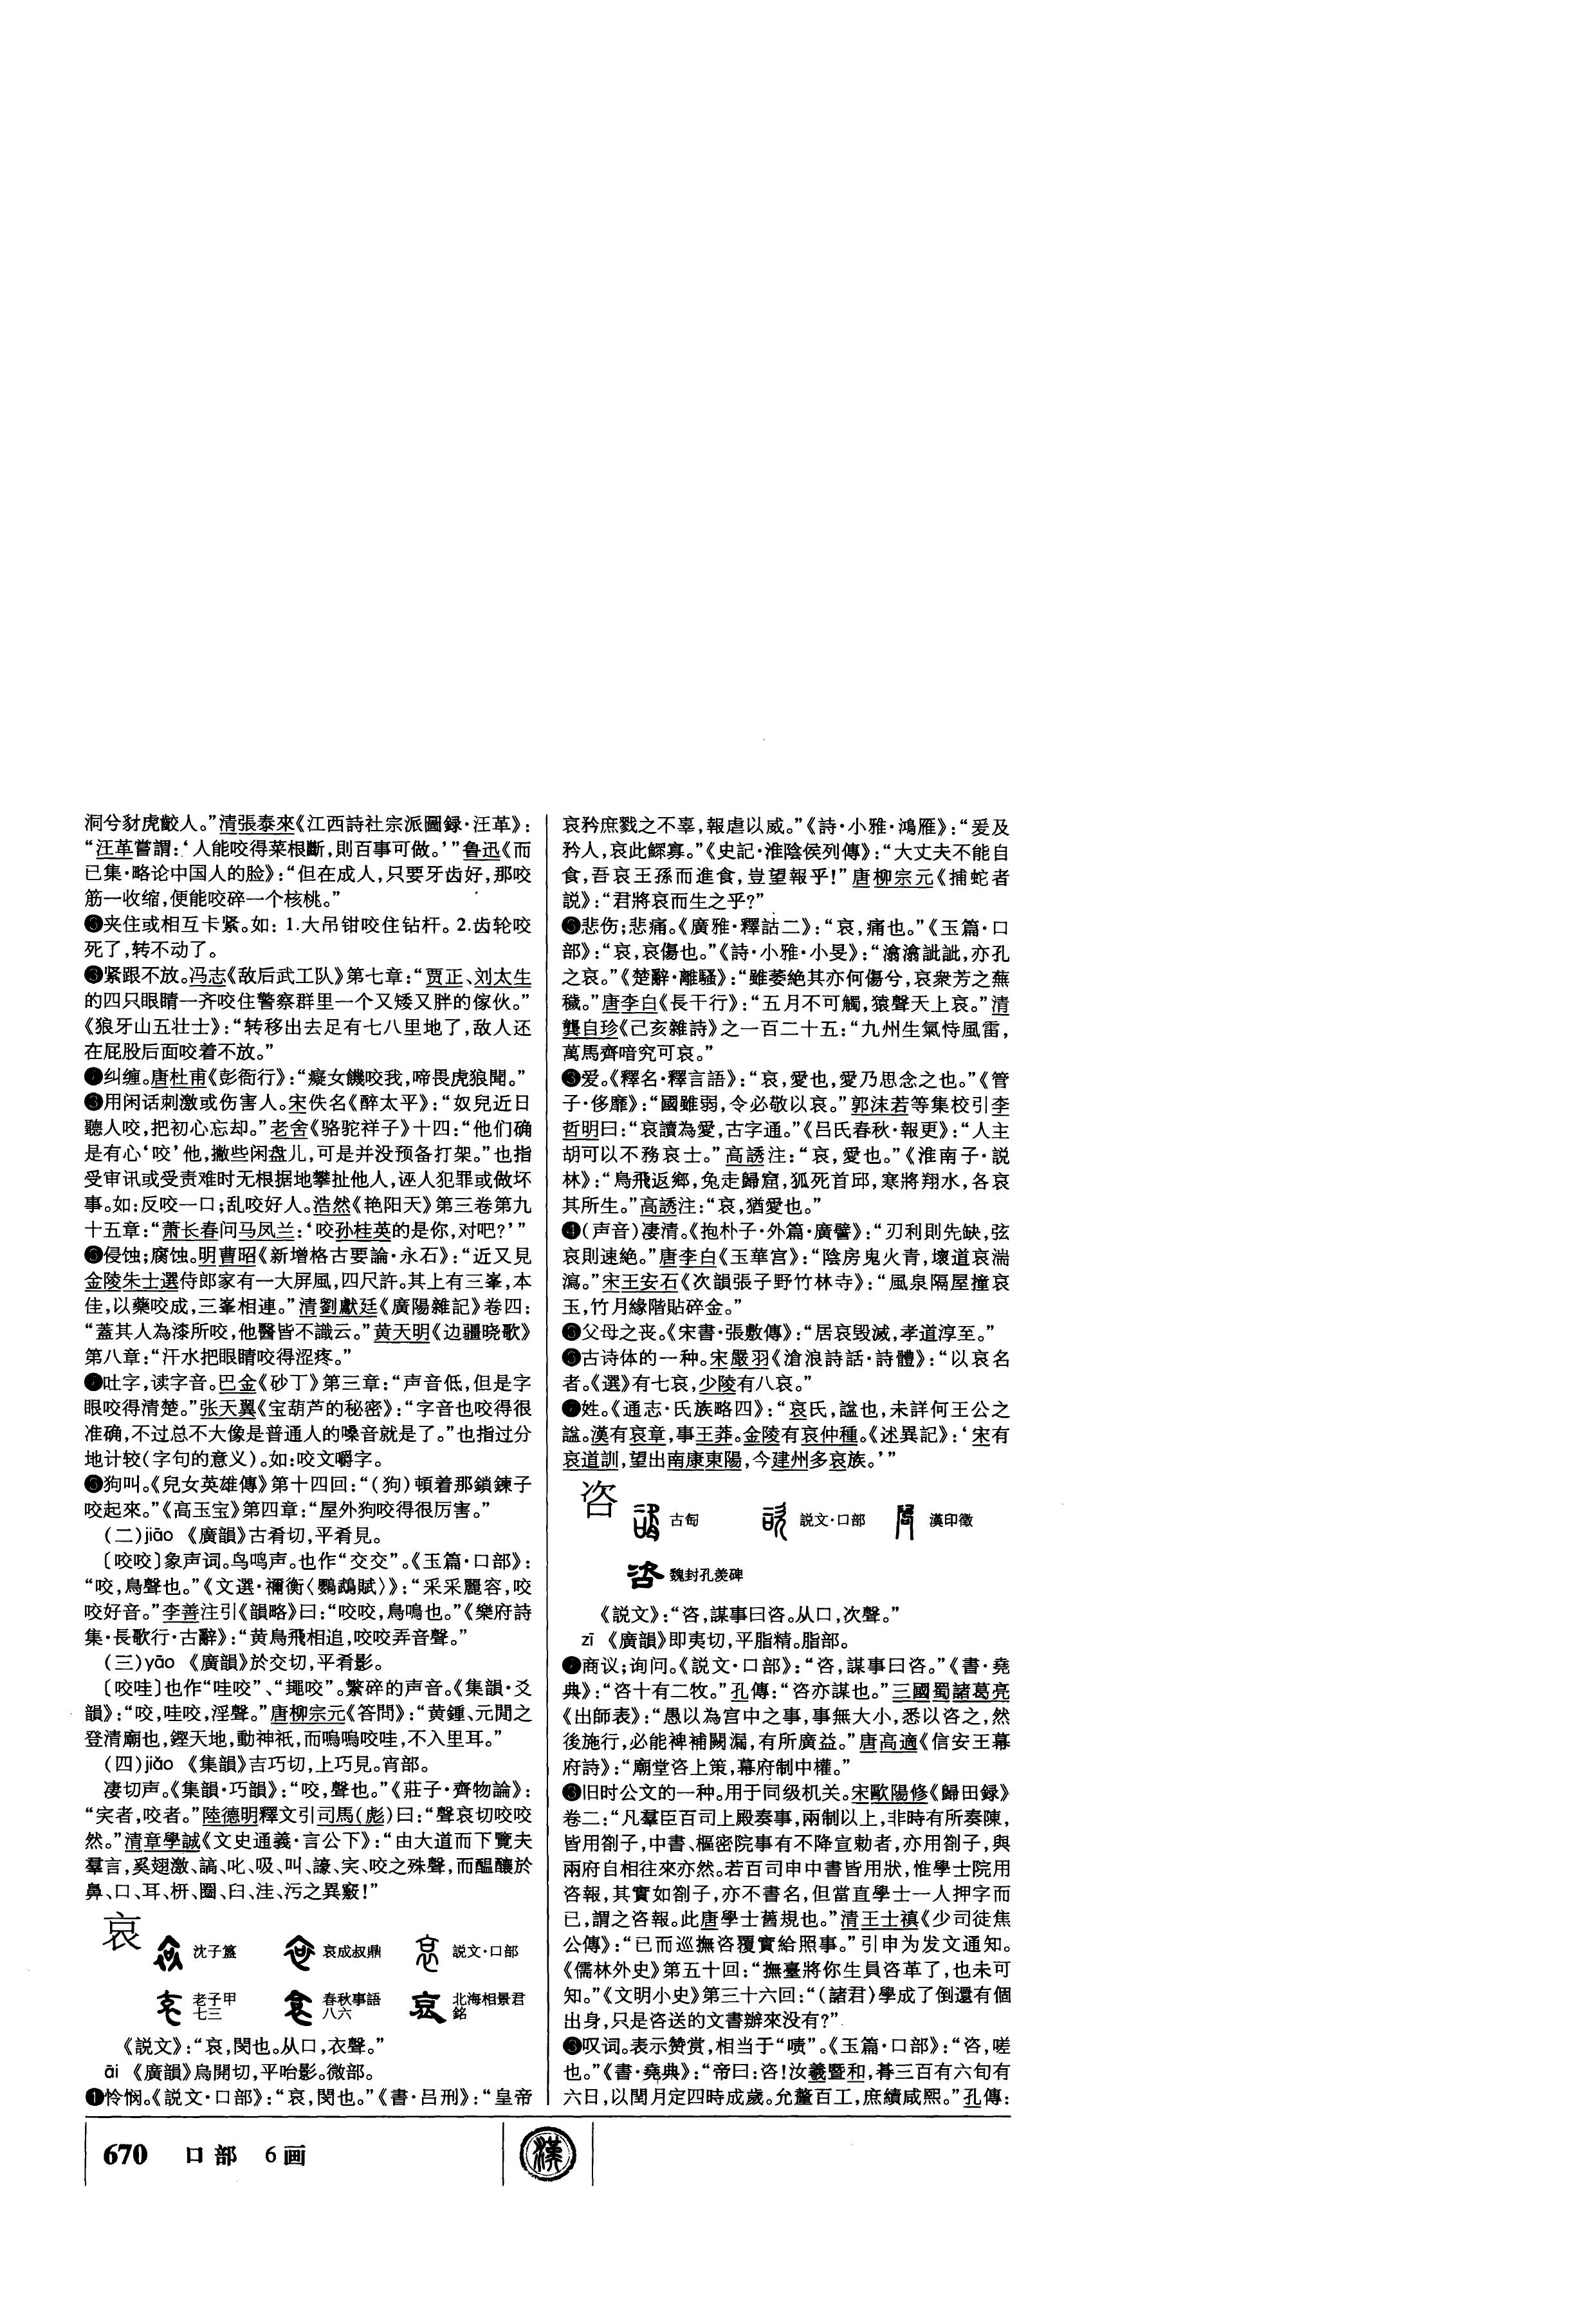 洞兮豺虎齩人。”清張泰來《江西詩社宗派圖録·汪革》：
“汪革嘗謂：‘人能咬得菜根斷，則百事可做。’”鲁迅《而
已集·略论中国人的脸》：“但在成人，只要牙齿好，那咬
筋一收缩，便能咬碎一个核桃。”
夹住或相互卡紧。如：1.大吊钳咬住钻杆。2.齿轮咬
死了，转不动了。
❸紧跟不放。冯志《敌后武工队》第七章：“贾正、刘太生
的四只眼睛一齐咬住警察群里一个又矮又胖的傢伙。”
《狼牙山五壮士》：“转移出去足有七八里地了，敌人还
在屁股后面咬着不放。”
纠缠。唐杜甫《彭衙行》：“癡女饑咬我，啼畏虎狼聞。”
用闲话刺激或伤害人。宋佚名《醉太平》：“奴兒近日
聽人咬，把初心忘却。”老舍《骆驼祥子》十四：“他们确
是有心‘咬’他，撇些闲盘儿，可是并没预备打架。”也指
受审讯或受责难时无根据地攀扯他人，诬人犯罪或做坏
事。如：反咬一口；乱咬好人。浩然《艳阳天》第三卷第九
十五章：“萧长春问马凤兰：‘咬孙桂英的是你，对吧？’”
侵蚀；腐蚀。明曹昭《新增格古要論·永石》：“近又見
金陵朱士選侍郎家有一大屏風，四尺許。其上有三峯，本
佳，以藥咬成，三峯相連。”清劉獻廷《廣陽雜記》卷四：
“蓋其人為漆所咬，他醫皆不識云。”黄天明《边疆晓歌》
第八章：“汗水把眼睛咬得涩疼。”
吐字，读字音。巴金《砂丁》第三章：“声音低，但是字
眼咬得清楚。”张天翼《宝葫芦的秘密》：“字音也咬得很
准确，不过总不大像是普通人的嗓音就是了。”也指过分
地计较（字句的意义）。如：咬文嚼字。
狗叫。《兒女英雄傳》第十四回：“（狗）頓着那鎖鍊子
咬起來。”《高玉宝》第四章：“屋外狗咬得很厉害。”
（二）jiāo 《廣韻》古肴切，平肴見。
〔咬咬〕象声词。鸟鸣声。也作“交交”。《玉篇·口部》：
“咬，鳥聲也。”《文選·禰衡〈鸚鵡賦〉》：“采采麗容，咬
咬好音。”李善注引《韻略》曰：“咬咬，鳥鳴也。”《樂府詩
集·長歌行·古辭》：“黄鳥飛相追，咬咬弄音聲。”
（三）yāo 《廣韻》於交切，平肴影。
〔咬哇〕也作“哇咬”、“䵷咬”。繁碎的声音。《集韻·爻
韻》：“咬，哇咬，淫聲。”唐柳宗元《答問》：“黄鍾、元閒之
登清廟也，鏗天地，動神祇，而嗚嗚咬哇，不入里耳。”
（四）jiǎo 《集韻》吉巧切，上巧見。宵部。
凄切声。《集韻·巧韻》：“咬，聲也。”《莊子·齊物論》：
“宎者，咬者。”陸德明釋文引司馬（彪）曰：“聲哀切咬咬
然。”清章學誠《文史通義·言公下》：“由大道而下覽夫
羣言，奚翅激、謞、叱、吸、叫、譹、宎、咬之殊聲，而醖釀於
鼻、口、耳、枅、圈、臼、洼、污之異竅！”
哀
沈子簋 哀成叔鼎 説文·口部
老子甲七三 春秋事語八六 北海相景君銘
《説文》：“哀，閔也。从口，衣聲。”
āi 《廣韻》烏開切，平咍影。微部。
❶怜悯。《説文·口部》：“哀，閔也。”《書·吕刑》：“皇帝
哀矜庶戮之不辜，報虐以威。”《詩·小雅·鴻雁》：“爰及
矜人，哀此鰥寡。”《史記·淮陰侯列傳》：“大丈夫不能自
食，吾哀王孫而進食，豈望報乎！”唐柳宗元《捕蛇者
説》：“君將哀而生之乎？”
悲伤；悲痛。《廣雅·釋詁二》：“哀，痛也。”《玉篇·口
部》：“哀，哀傷也。”《詩·小雅·小旻》：“潝潝訿訿，亦孔
之哀。”《楚辭·離騷》：“雖萎絶其亦何傷兮，哀衆芳之蕪
穢。”唐李白《長干行》：“五月不可觸，猿聲天上哀。”清
龔自珍《己亥雜詩》之一百二十五：“九州生氣恃風雷，
萬馬齊喑究可哀。”
❸爱。《釋名·釋言語》：“哀，愛也，愛乃思念之也。”《管
子·侈靡》：“國雖弱，令必敬以哀。”郭沫若等集校引李
哲明曰：“哀讀為愛，古字通。”《吕氏春秋·報更》：“人主
胡可以不務哀士。”高誘注：“哀，愛也。”《淮南子·説
林》：“鳥飛返鄉，兔走歸窟，狐死首邱，寒將翔水，各哀
其所生。”高誘注：“哀，猶愛也。”
❹（声音）凄清。《抱朴子·外篇·廣譬》：“刃利則先缺，弦
哀則速絶。”唐李白《玉華宫》：“陰房鬼火青，壞道哀湍
瀉。”宋王安石《次韻張子野竹林寺》：“風泉隔屋撞哀
玉，竹月緣階貼碎金。”
父母之丧。《宋書·張敷傳》：“居哀毁滅，孝道淳至。”
古诗体的一种。宋嚴羽《滄浪詩話·詩體》：“以哀名
者。《選》有七哀，少陵有八哀。”
姓。《通志·氏族略四》：“哀氏，諡也，未詳何王公之
諡。漢有哀章，事王莽。金陵有哀仲種。《述異記》：‘宋有
哀道訓，望出南康東陽，今建州多哀族。’”
咨
古匋 説文·口部 漢印徵
魏封孔羨碑
《説文》：“咨，謀事曰咨。从口，次聲。”
zī 《廣韻》即夷切，平脂精。脂部。
商议；询问。《説文·口部》：“咨，謀事曰咨。”《書·堯
典》：“咨十有二牧。”孔傳：“咨亦謀也。”三國蜀諸葛亮
《出師表》：“愚以為宫中之事，事無大小，悉以咨之，然
後施行，必能裨補闕漏，有所廣益。”唐高適《信安王幕
府詩》：“廟堂咨上策，幕府制中權。”
旧时公文的一种。用于同级机关。宋歐陽修《歸田録》
卷二：“凡羣臣百司上殿奏事，兩制以上，非時有所奏陳，
皆用劄子，中書、樞密院事有不降宣勅者，亦用劄子，與
兩府自相往來亦然。若百司申中書皆用狀，惟學士院用
咨報，其實如劄子，亦不書名，但當直學士一人押字而
已，謂之咨報。此唐學士舊規也。”清王士禛《少司徒焦
公傳》：“已而巡撫咨覆實給照事。”引申为发文通知。
《儒林外史》第五十回：“撫臺將你生員咨革了，也未可
知。”《文明小史》第三十六回：“（諸君）學成了倒還有個
出身，只是咨送的文書辦來没有？”
❸叹词。表示赞赏，相当于“啧”。《玉篇·口部》：“咨，嗟
也。”《書·堯典》：“帝曰：咨！汝羲暨和，朞三百有六旬有
六日，以閏月定四時成歲。允釐百工，庶績咸熙。”孔傳：
670 口部 6画
漢